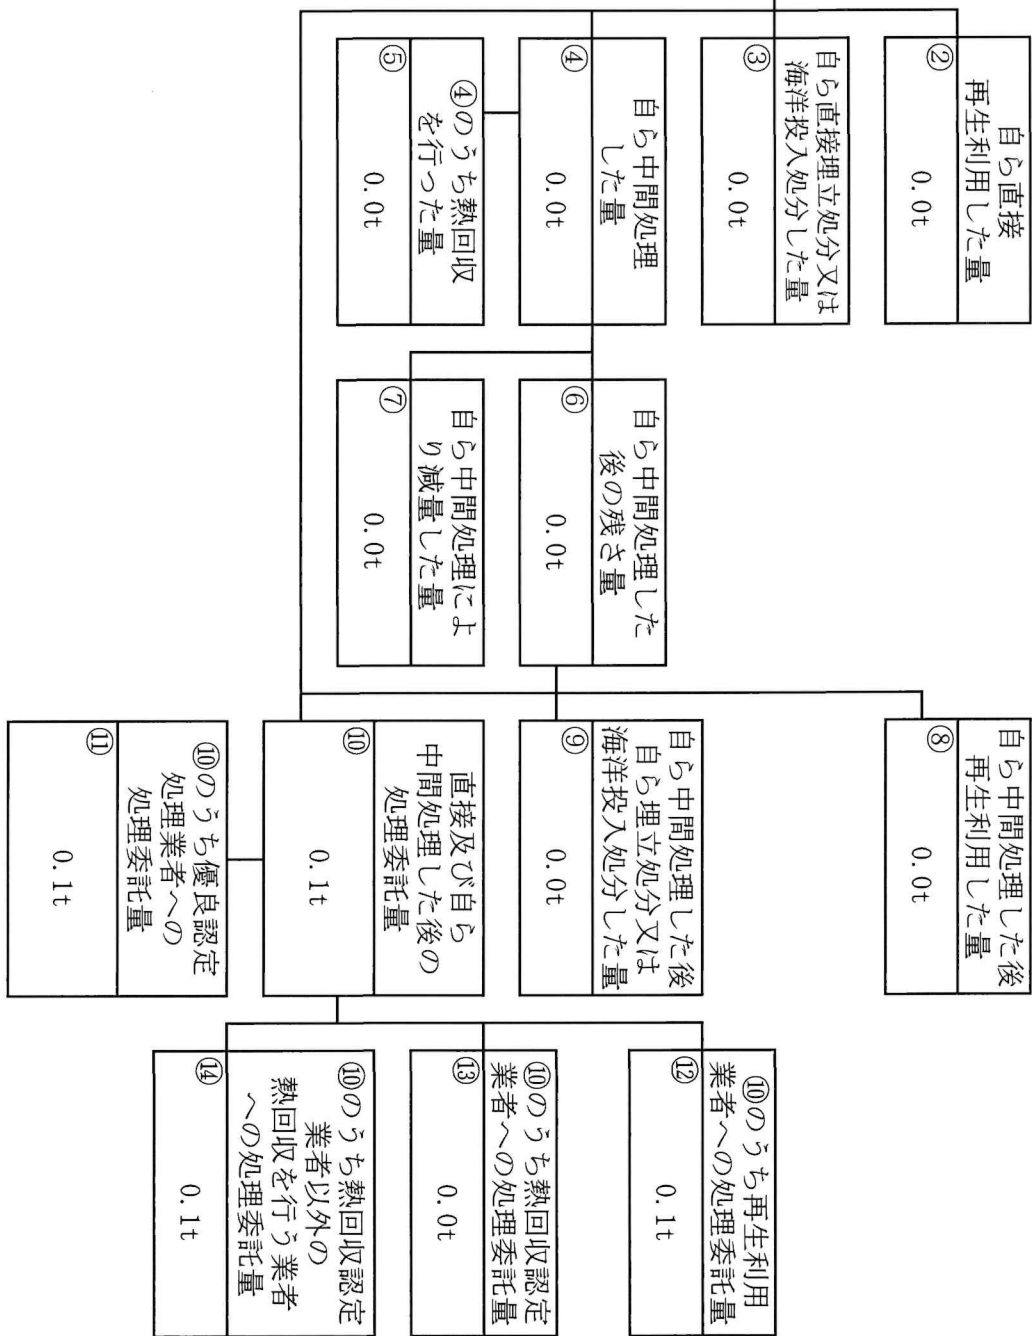 自ら直接
再生利用した量
②
0.0t
自ら直接埋立処分又は
海洋投入処分した量
③
0.0t
自ら中間処理
した量
④
0.0t
④のうち熱回収
を行った量
⑤
0.0t
自ら中間処理した
後の残さ量
⑥
0.0t
自ら中間処理によ
り減量した量
⑦
0.0t
自ら中間処理した後
再生利用した量
⑧
0.0t
自ら中間処理した後
自ら埋立処分又は
海洋投入処分した量
⑨
0.0t
直接及び自ら
中間処理した後の
処理委託量
⑩
0.1t
⑩のうち優良認定
処理業者への
処理委託量
⑪
0.1t
⑩のうち再生利用
業者への処理委託量
⑫
0.1t
⑩のうち熱回収認定
業者への処理委託量
⑬
0.0t
⑩のうち熱回収認定
業者以外の
熱回収を行う業者
への処理委託量
⑭
0.1t